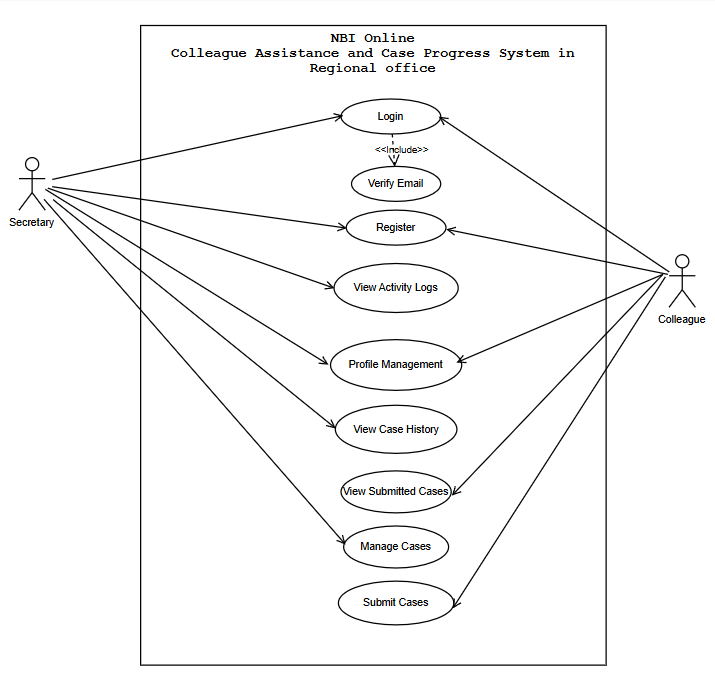 NBI Online
Colleague Assistance and Case Progress System in
Regional office
Login
<<Include>>
Verify Email
Secretary
Register
View Activity Logs
Colleague
Profile Management
View Case History
View Submitted Cases
Manage Cases
Submit Cases